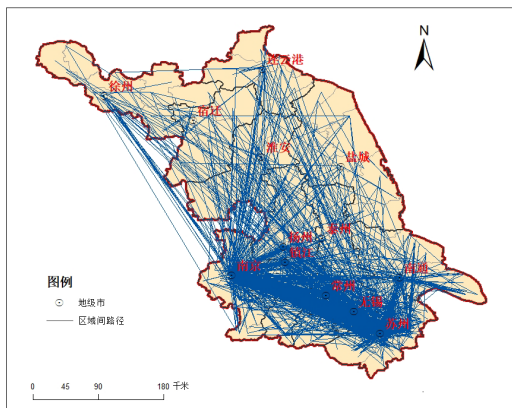 N
连云港
徐州
宿迁
淮安
盐城
泰州
扬州
镇江
南京
南通
常州
无锡
苏州
图例
地级市
区域间路径
0 45 90 180 千米